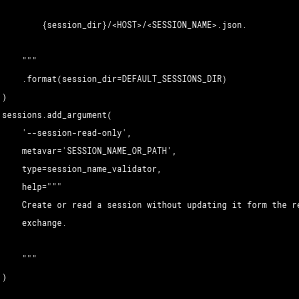 {session_dir}/<HOST>/<SESSION_NAME>.json.
"""
.format(session_dir=DEFAULT_SESSIONS_DIR)
)
sessions.add_argument(
'--session-read-only',
metavar='SESSION_NAME_OR_PATH',
type=session_name_validator,
help="""
Create or read a session without updating it form the re
exchange.
"""
)